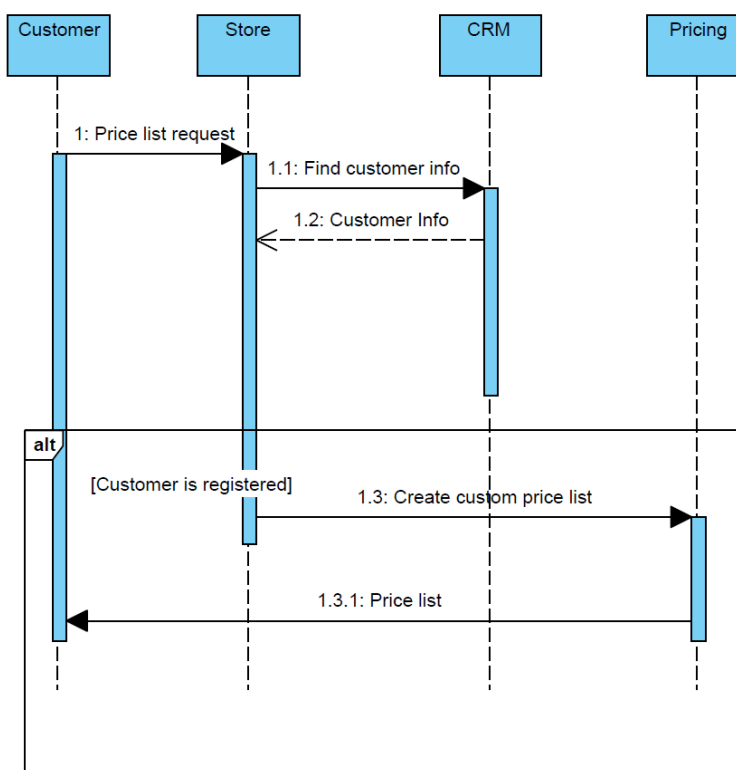 Customer
Store
CRM
Pricing
1: Price list request
1.1: Find customer info
1.2: Customer Info
alt
[Customer is registered]
1.3: Create custom price list
1.3.1: Price list